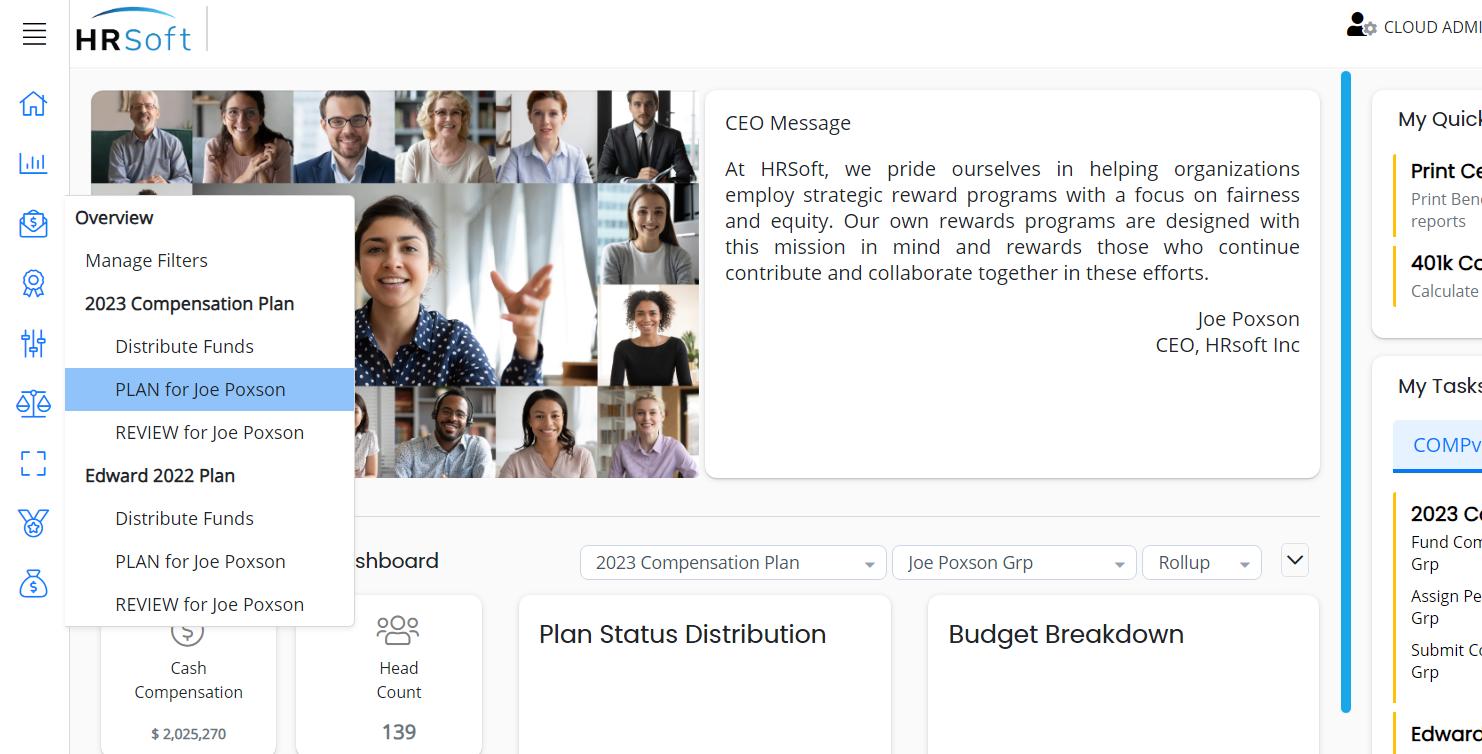 HRSoft
CLOUD ADMI
CEO Message
At HRSoft, we pride ourselves in helping organizations
employ strategic reward programs with a focus on fairness
and equity. Our own rewards programs are designed with
this mission in mind and rewards those who continue
contribute and collaborate together in these efforts.
Joe Poxson
CEO, HRsoft Inc
Overview
Manage Filters
2023 Compensation Plan
Distribute Funds
PLAN for Joe Poxson
REVIEW for Joe Poxson
Edward 2022 Plan
Distribute Funds
PLAN for Joe Poxson
REVIEW for Joe Poxson
shboard
2023 Compensation Plan
Joe Poxson Grp
Rollup
Cash
Compensation
$ 2,025,270
Head
Count
139
Plan Status Distribution
Budget Breakdown
My Quick
Print Ce
Print Bene
reports
401k Co
Calculate
My Tasks
COMPv
2023 Co
Fund Com
Grp
Assign Pe
Grp
Submit Co
Grp
Edward